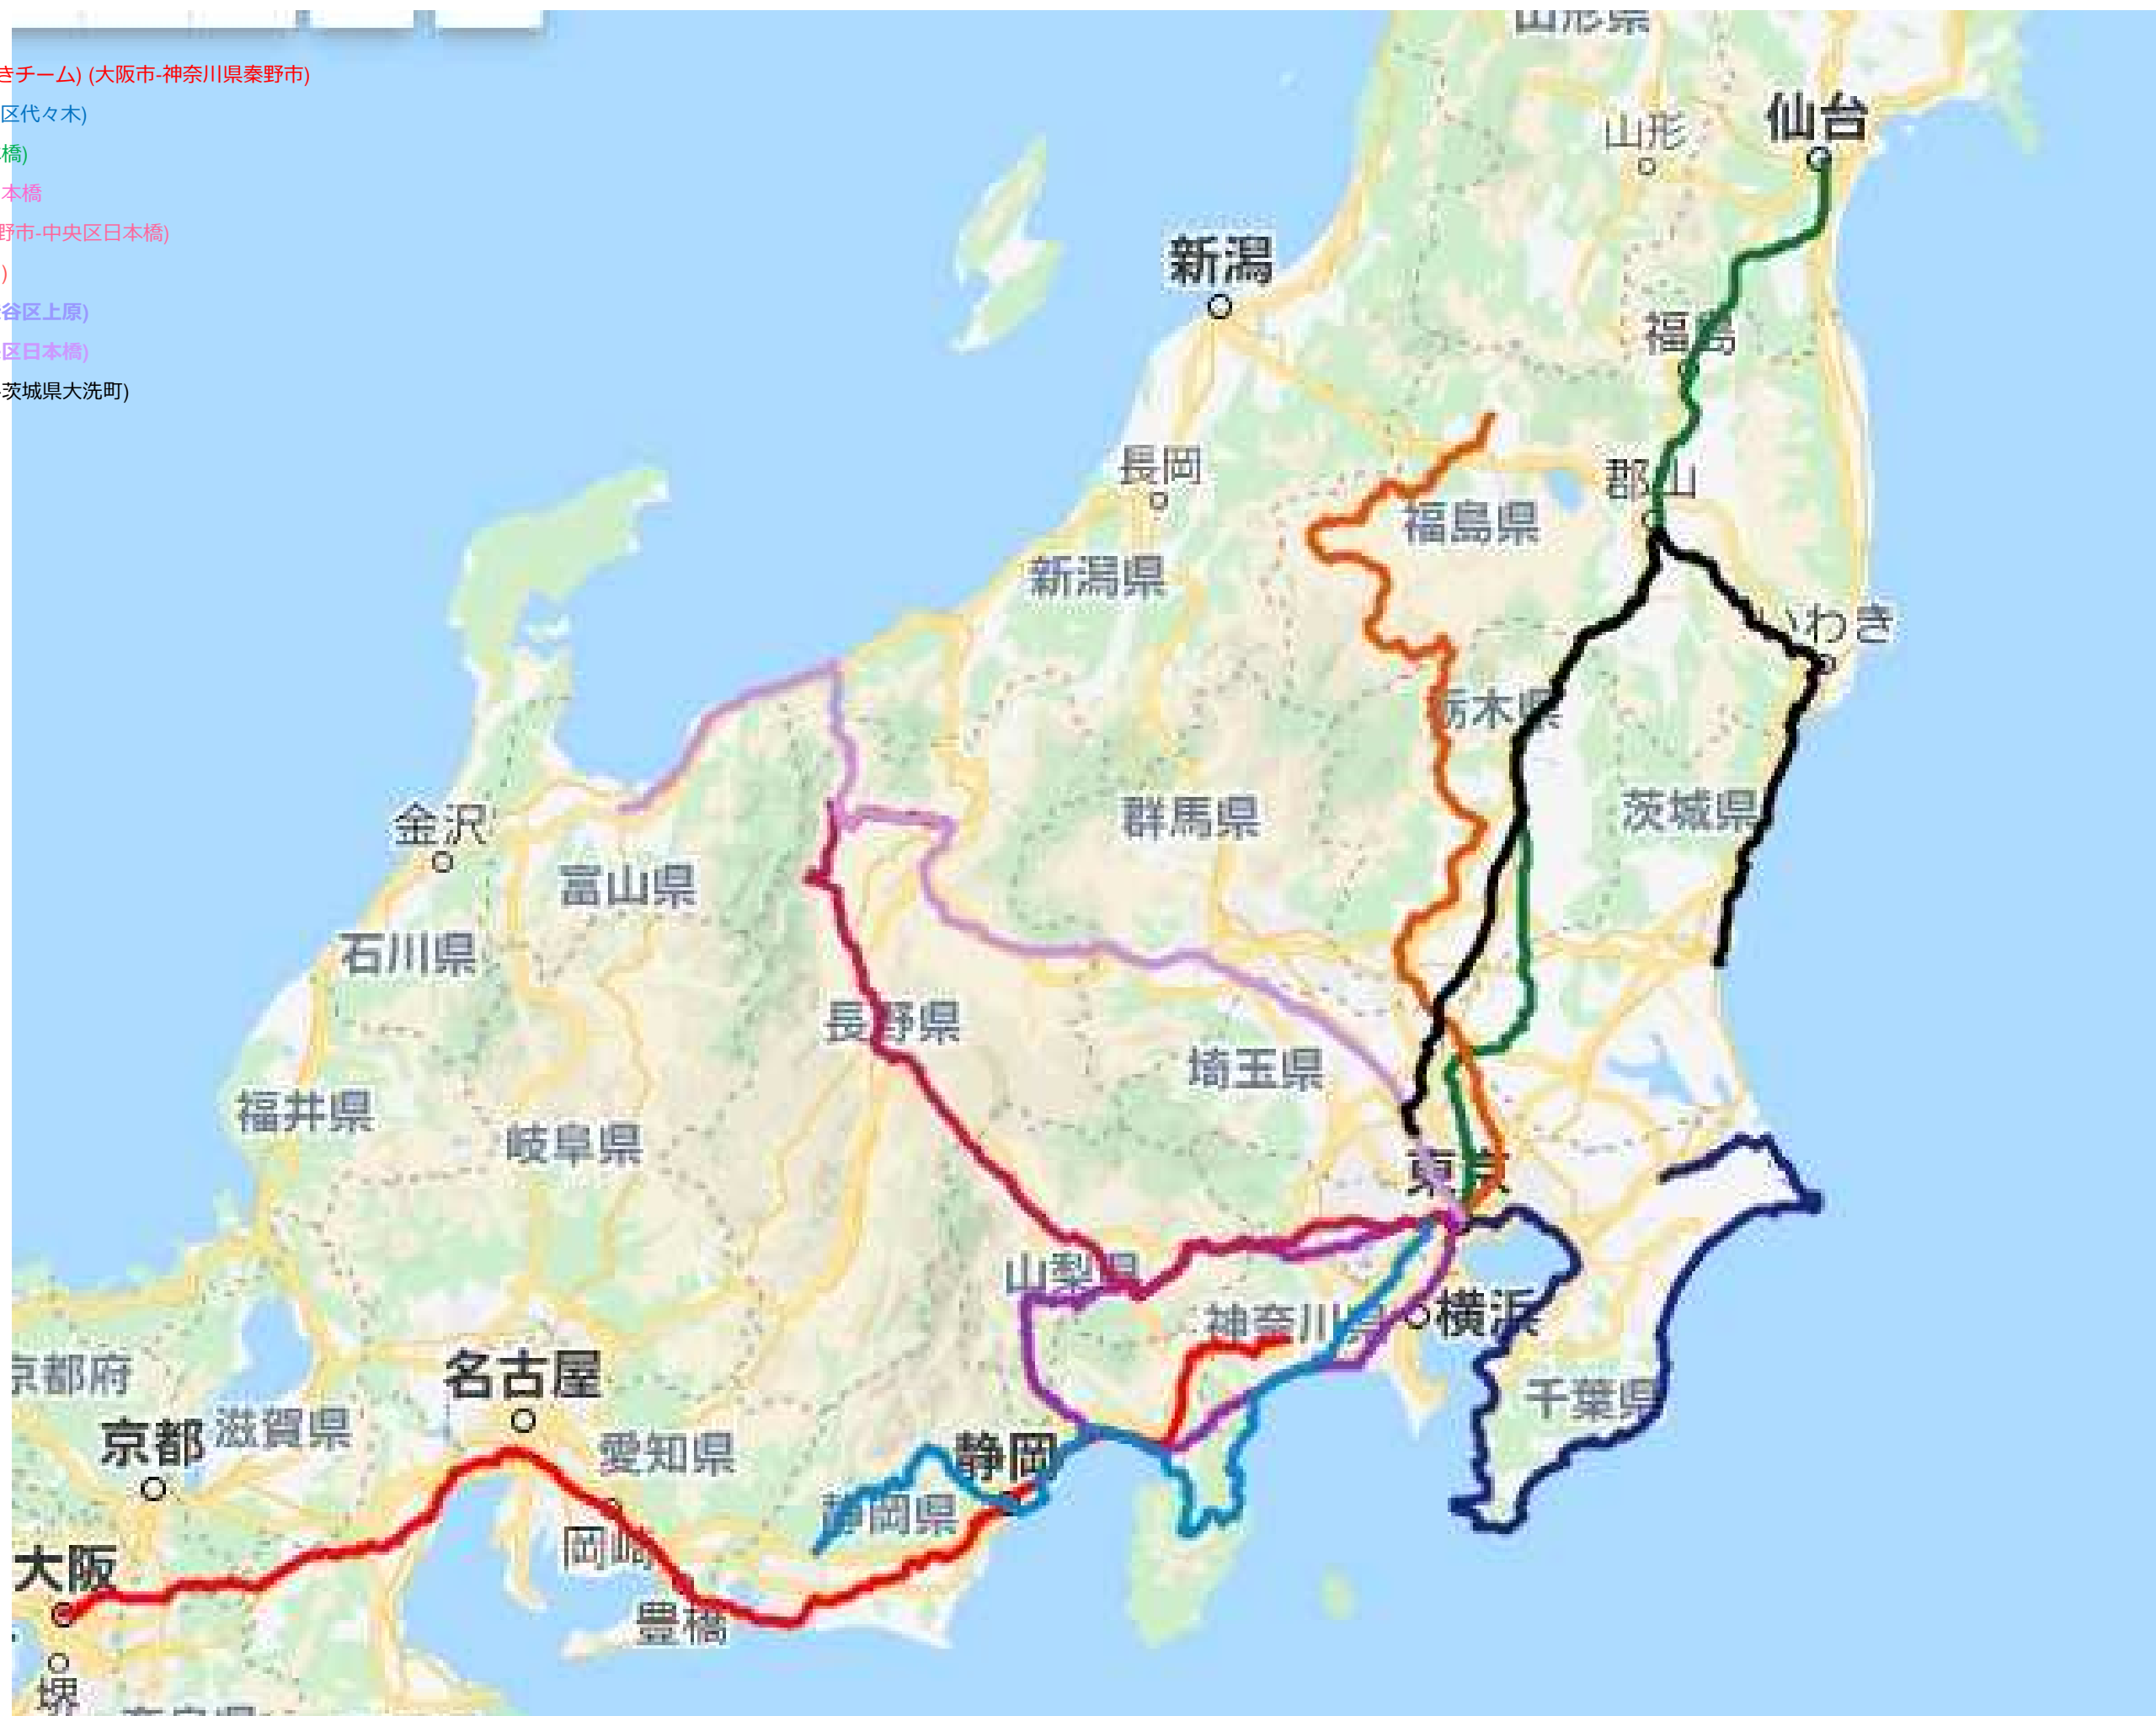 きチーム) (大阪市-神奈川県秦野市)
区代々木)
橋)
本橋
野市-中央区日本橋)
)
谷区上原)
区日本橋)
茨城県大洗町)
山形県
仙台
山形
新潟
福島
長岡
郡山
福島県
新潟県
いわき
栃木県
金沢
群馬県
茨城県
富山県
石川県
長野県
埼玉県
福井県
岐阜県
東京
山梨県
神奈川県
横浜
京都府
名古屋
千葉県
京都
滋賀県
愛知県
静岡
静岡県
大阪
岡崎
豊橋
堺